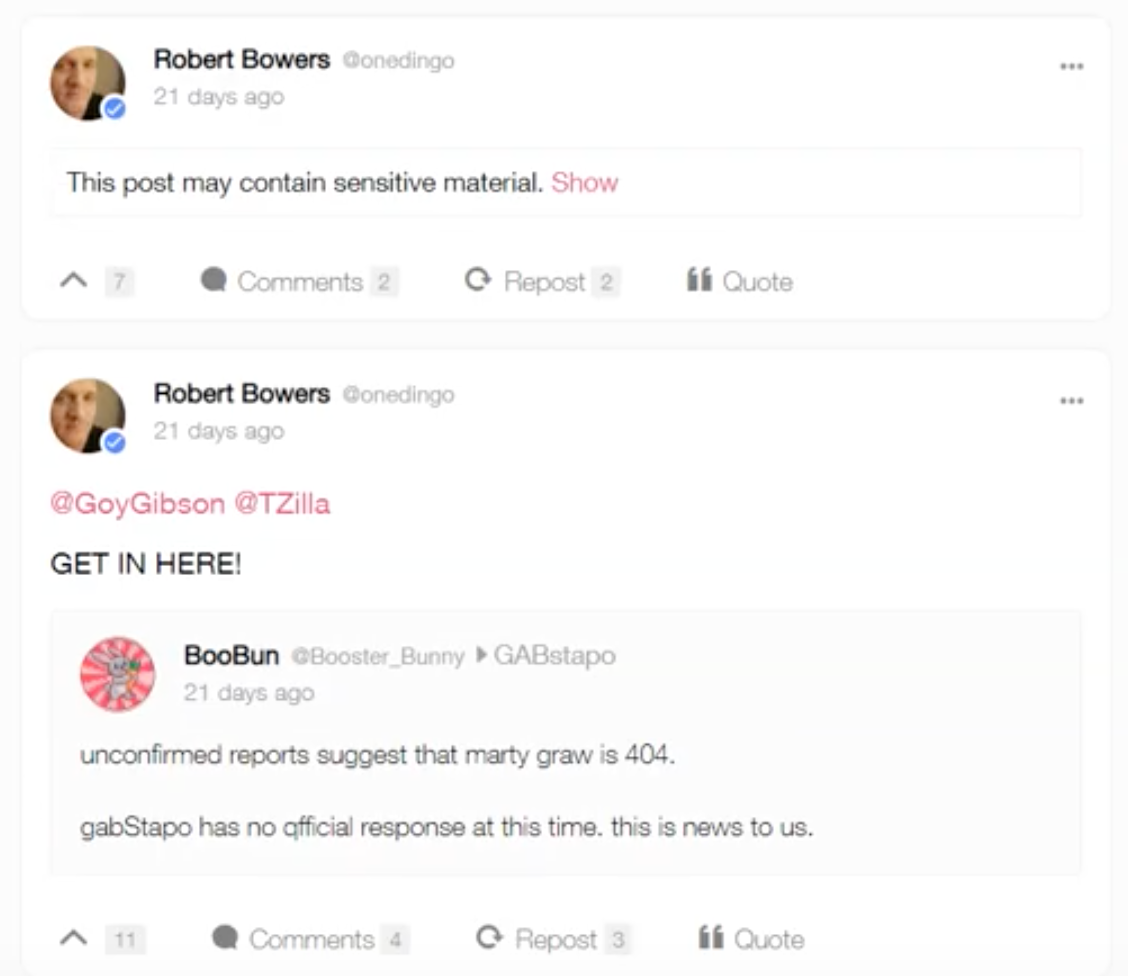 Robert Bowers @onedingo
21 days ago
This post may contain sensitive material. Show
7 Comments 2 Repost 2 Quote
Robert Bowers @onedingo
21 days ago
@GoyGibson @TZilla
GET IN HERE!
BooBun @Booster_Bunny GABstapo
21 days ago
unconfirmed reports suggest that marty graw is 404.
gabStapo has no qfficial response at this time. this is news to us.
11 Comments 4 Repost 3 Quote